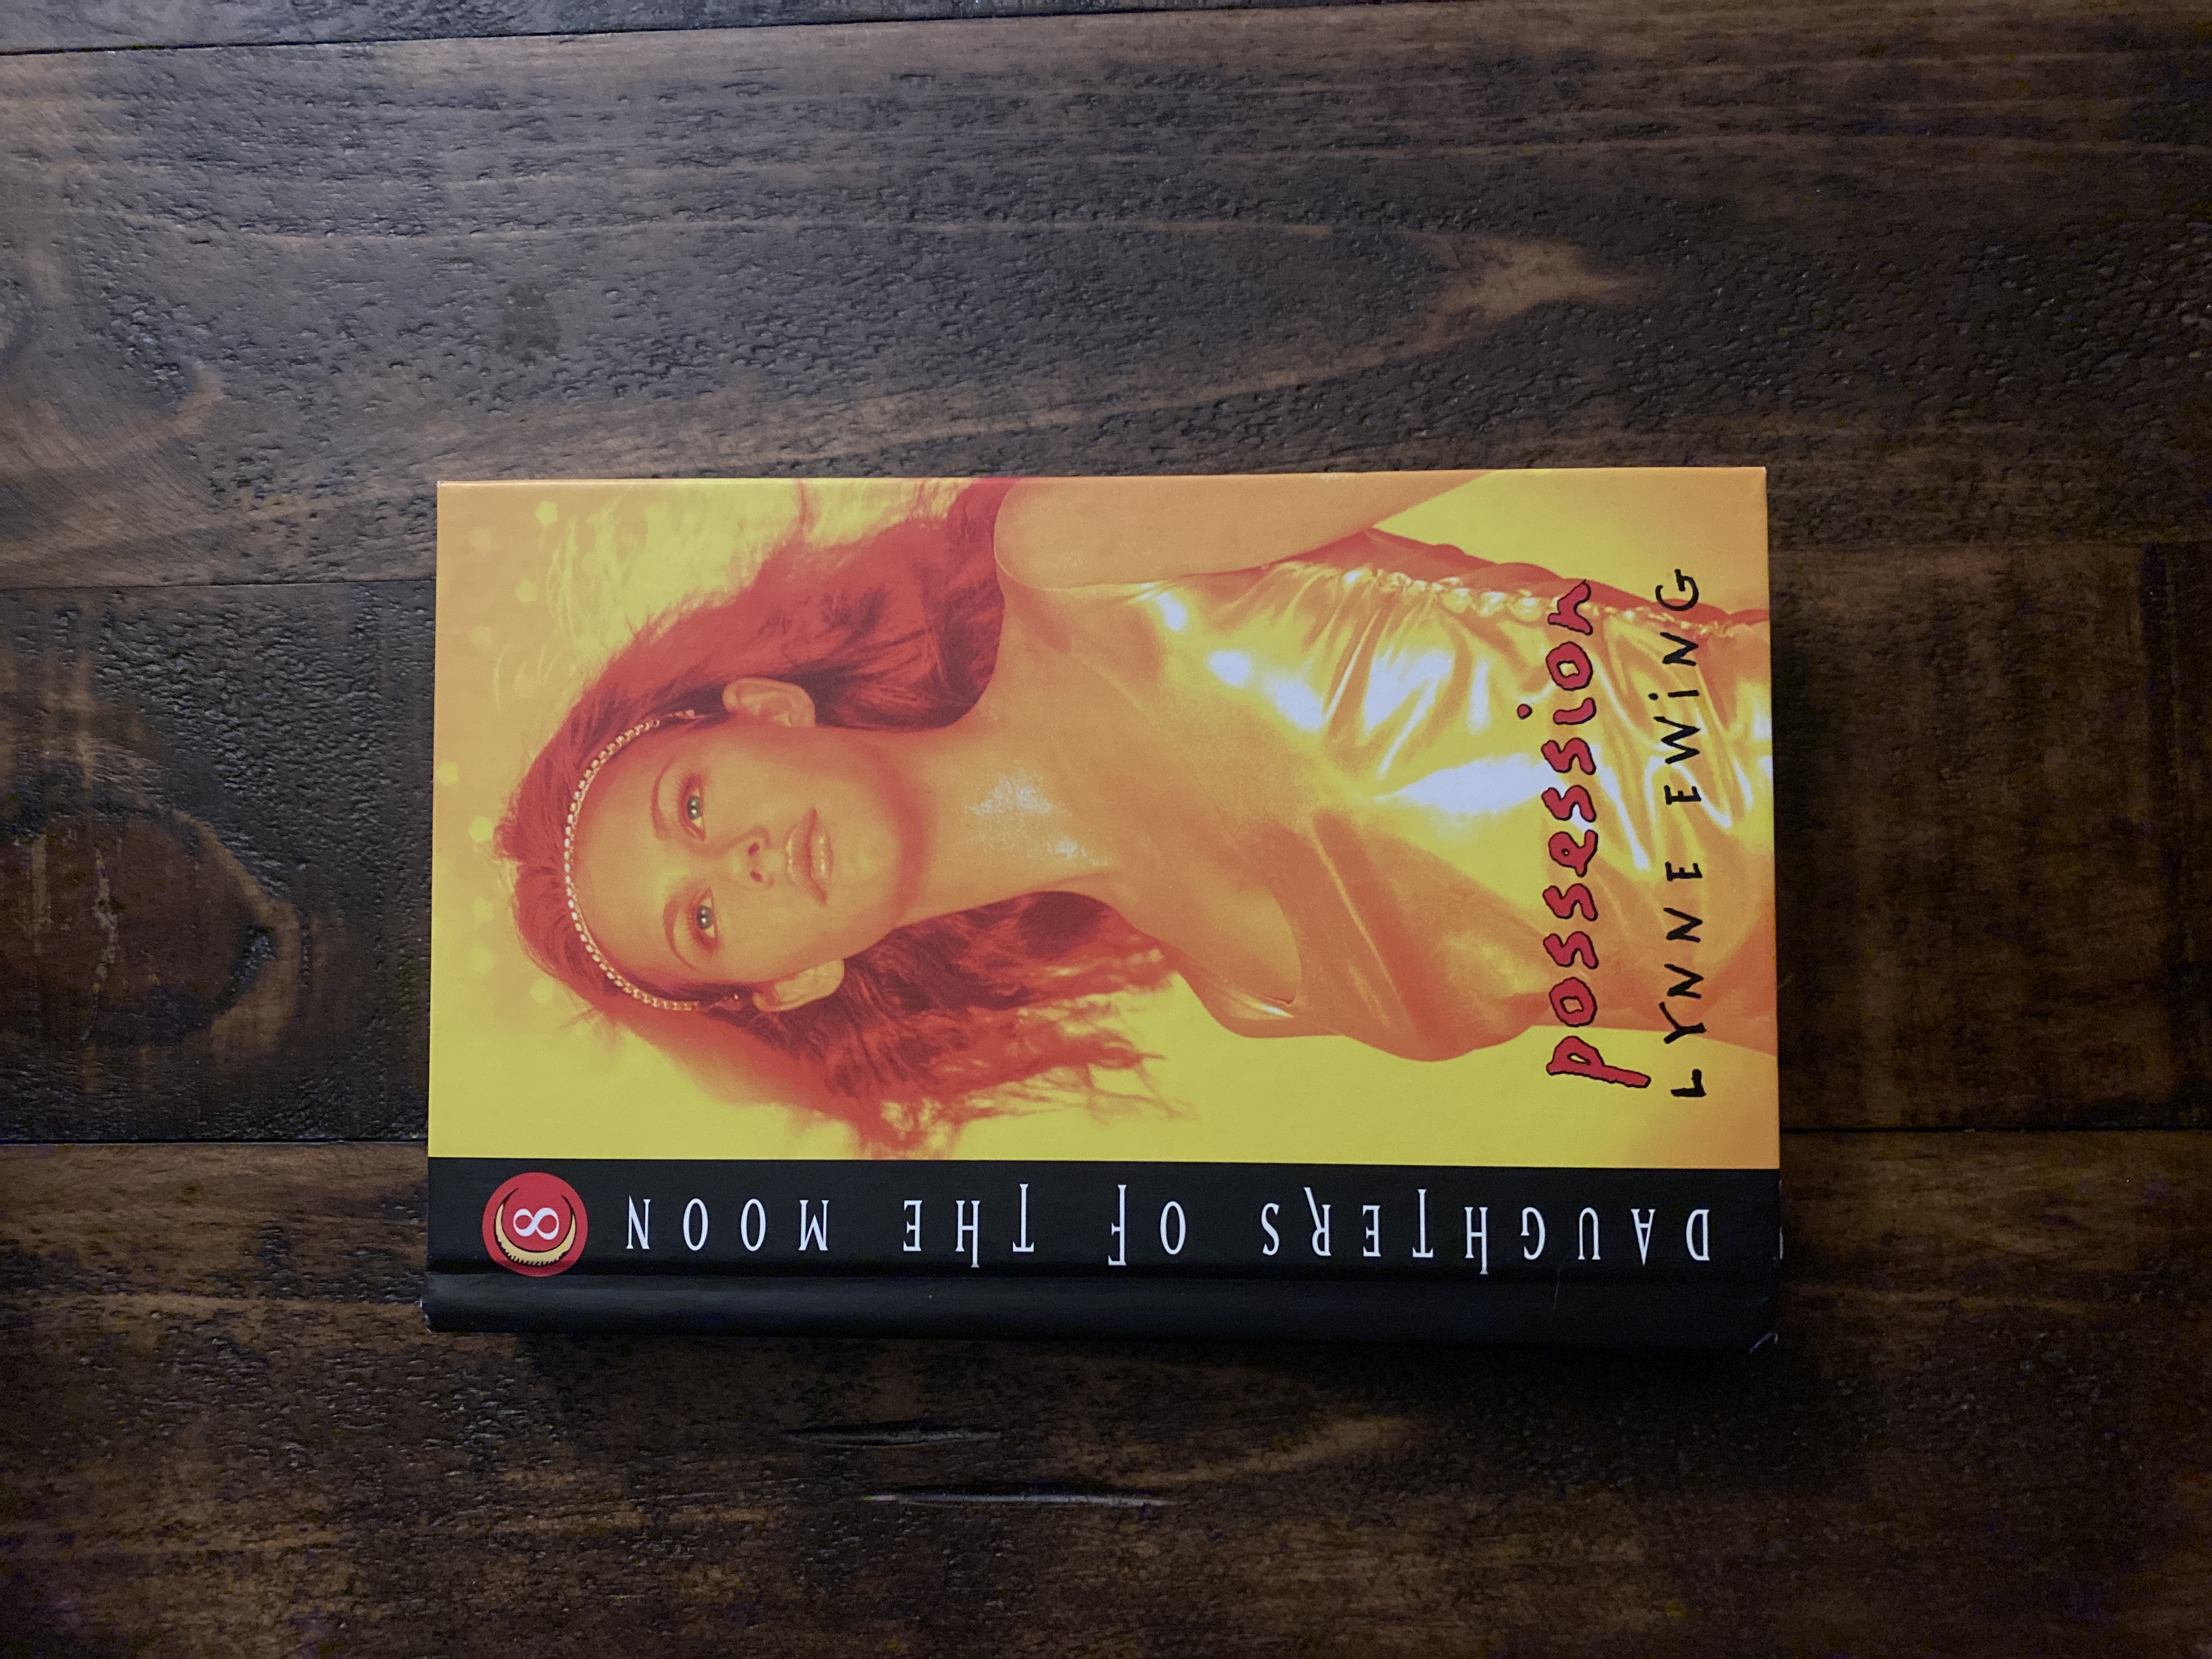 DAUGHTERS OF THE MOON
8
possession
LYNNE EWiNG